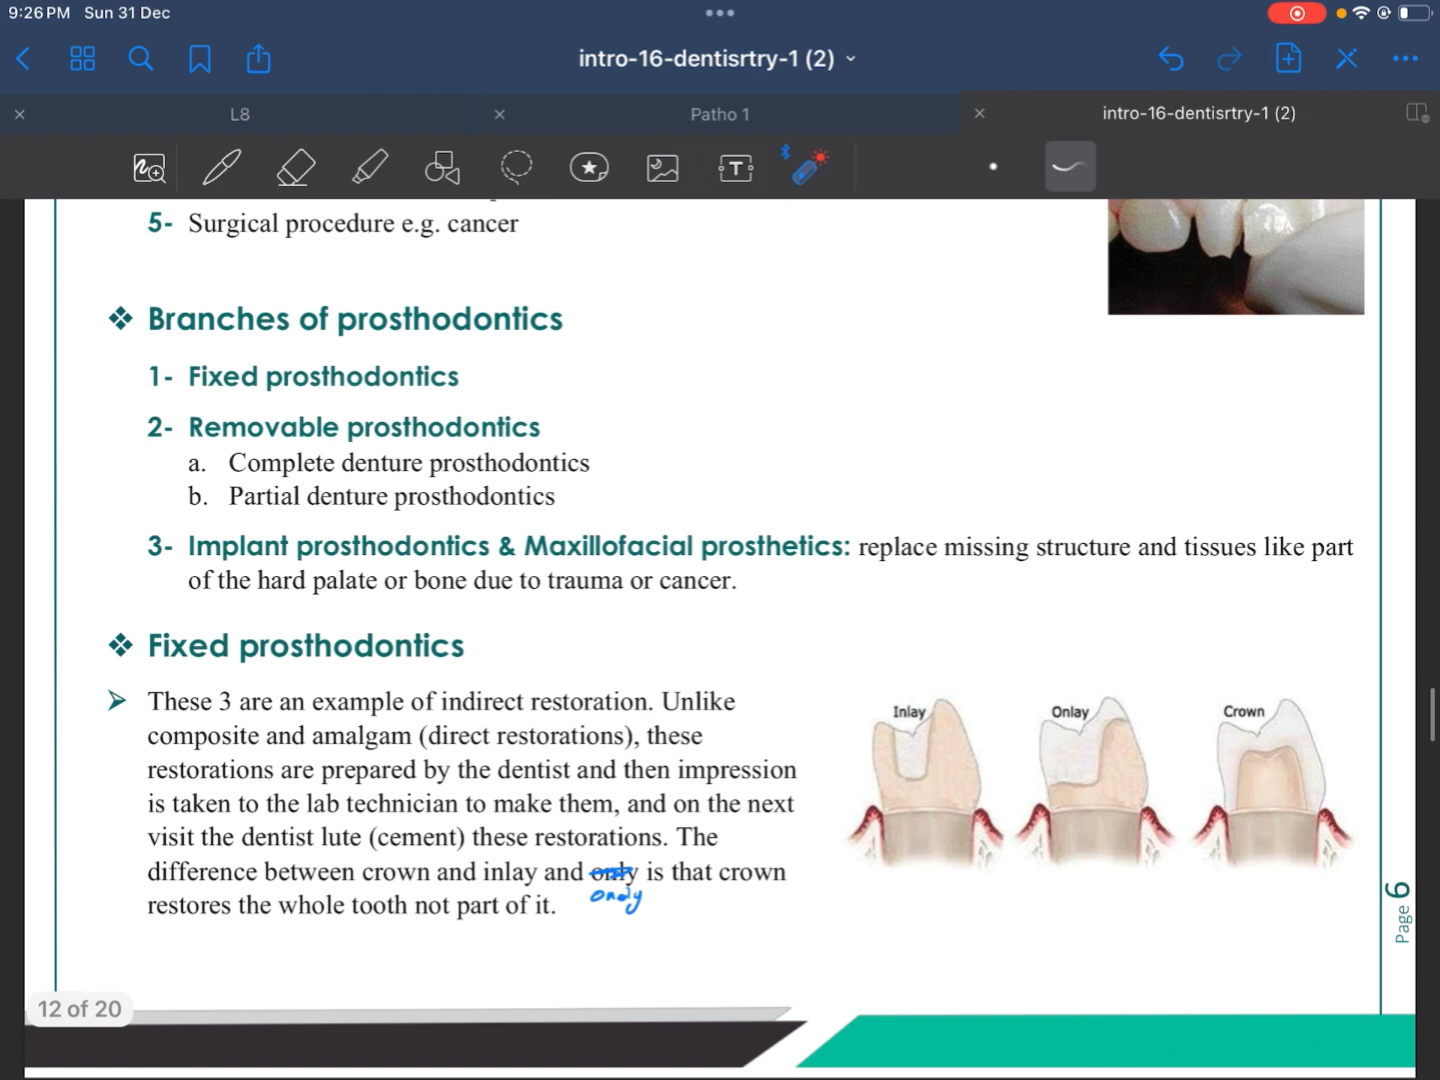 9:26 PM Sun 31 Dec
intro-16-dentisrtry-1 (2)
L8
Patho 1
intro-16-dentisrtry-1 (2)
5- Surgical procedure e.g. cancer
❖ Branches of prosthodontics
1- Fixed prosthodontics
2- Removable prosthodontics
a. Complete denture prosthodontics
b. Partial denture prosthodontics
3- Implant prosthodontics & Maxillofacial prosthetics: replace missing structure and tissues like part
of the hard palate or bone due to trauma or cancer.
❖ Fixed prosthodontics
➢ These 3 are an example of indirect restoration. Unlike
composite and amalgam (direct restorations), these
restorations are prepared by the dentist and then impression
is taken to the lab technician to make them, and on the next
visit the dentist lute (cement) these restorations. The
difference between crown and inlay and only is that crown
restores the whole tooth not part of it.
Inlay
Onlay
Crown
Page 6
12 of 20